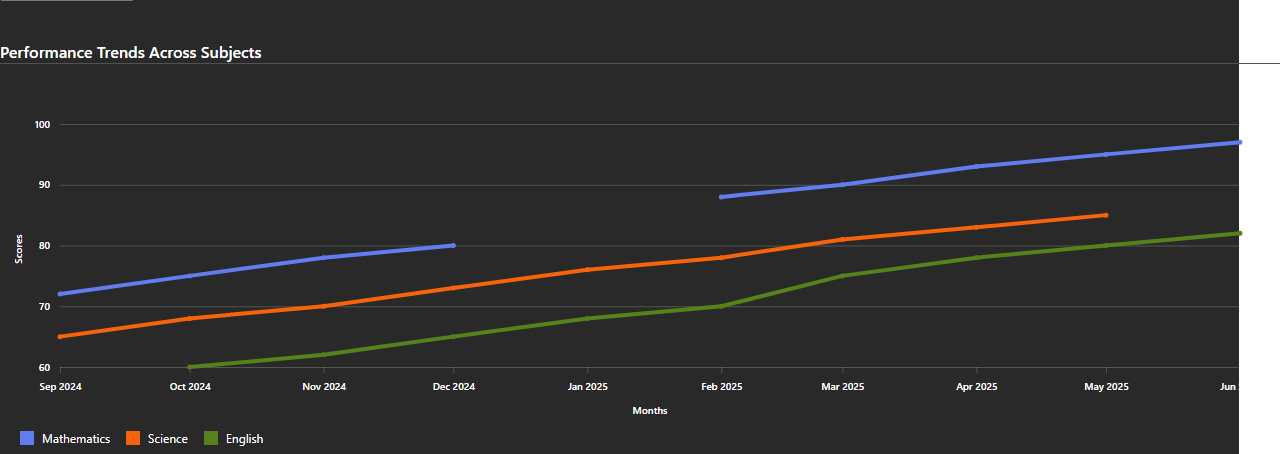 Performance Trends Across Subjects
100
90
80
70
60
Scores
Sep 2024 Oct 2024 Nov 2024 Dec 2024 Jan 2025 Feb 2025 Mar 2025 Apr 2025 May 2025 Jun
Months
Mathematics Science English